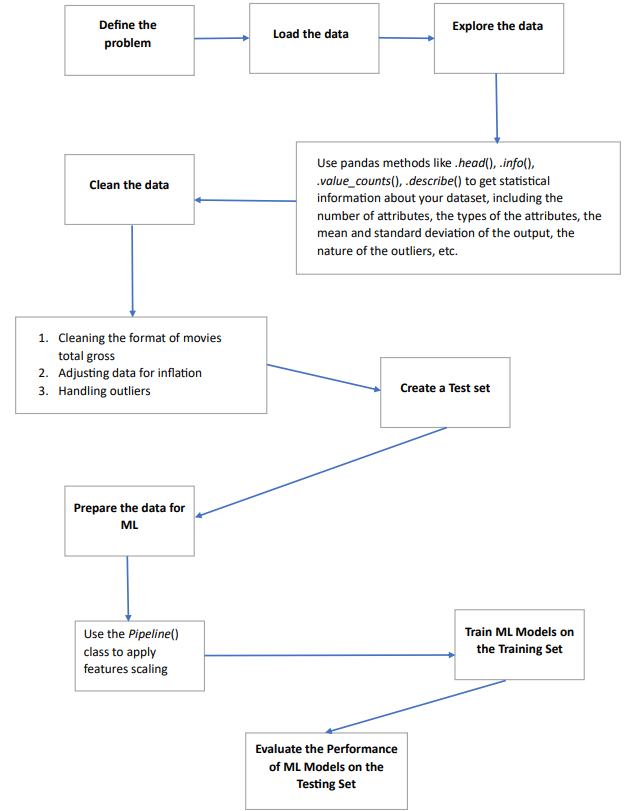 Define the
problem
Load the data
Explore the data
Use pandas methods like .head(), .info(),
.value_counts(), .describe() to get statistical
information about your dataset, including the
number of attributes, the types of the attributes, the
mean and standard deviation of the output, the
nature of the outliers, etc.
Clean the data
1. Cleaning the format of movies
total gross
2. Adjusting data for inflation
3. Handling outliers
Create a Test set
Prepare the data for
ML
Use the Pipeline()
class to apply
features scaling
Train ML Models on
the Training Set
Evaluate the Performance
of ML Models on the
Testing Set